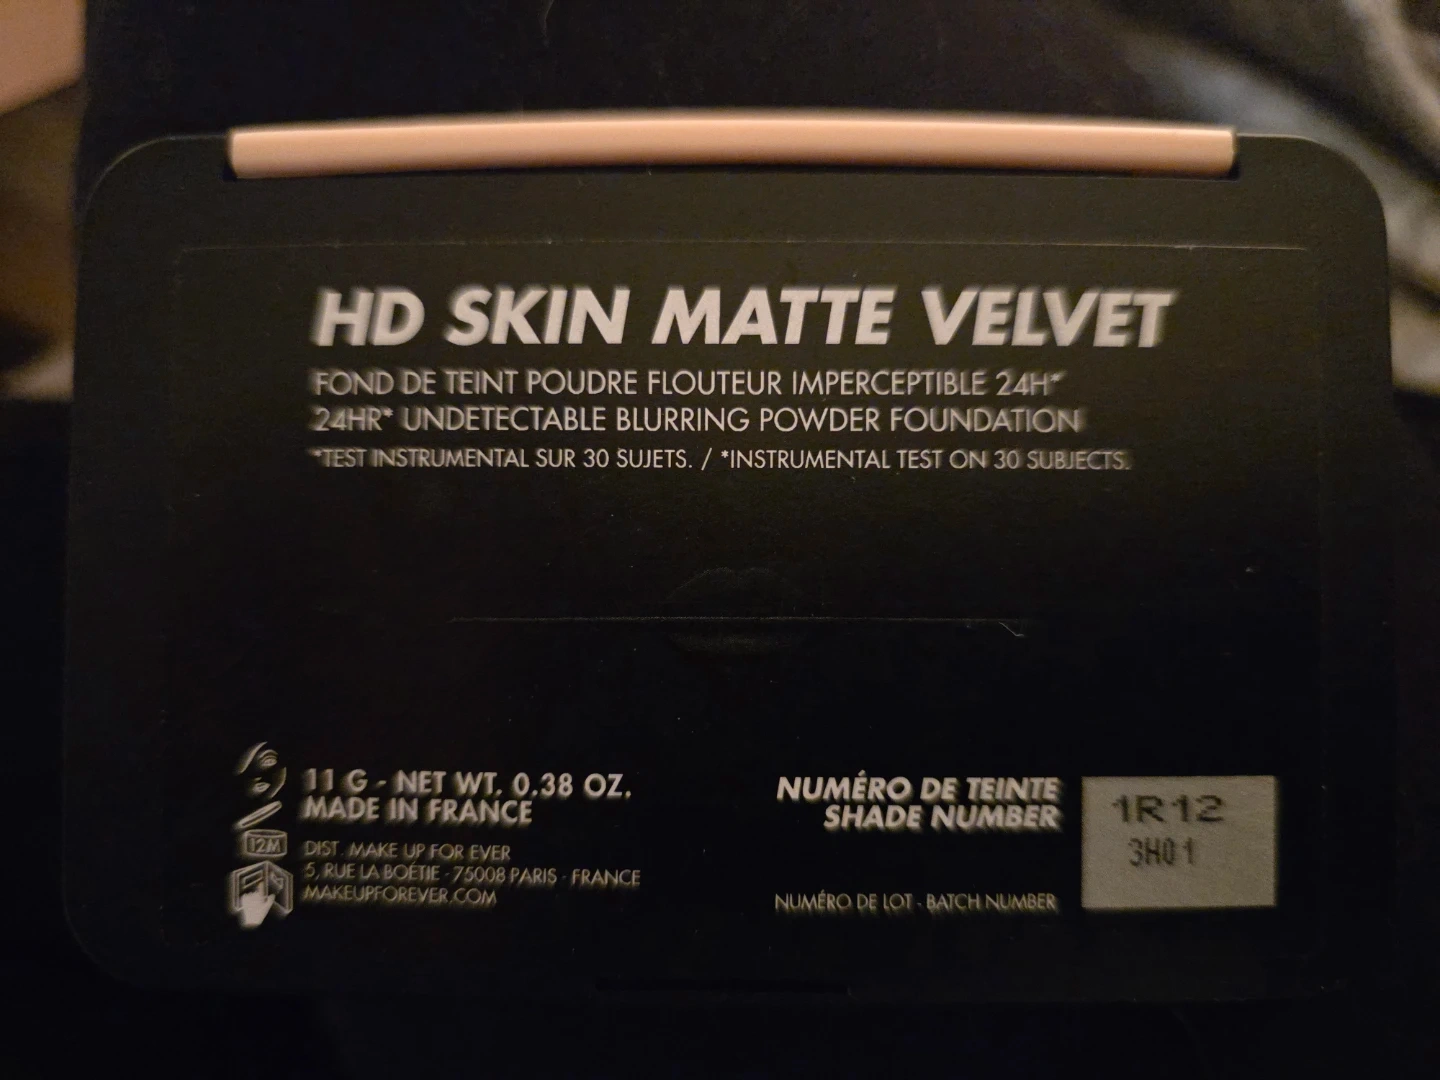 HD SKIN MATTE VELVET
FOND DE TEINT POUDRE FLOUTEUR IMPERCEPTIBLE 24H*
24HR* UNDETECTABLE BLURRING POWDER FOUNDATION
*TEST INSTRUMENTAL SUR 30 SUJETS. / *INSTRUMENTAL TEST ON 30 SUBJECTS.
11 G - NET WT. 0.38 OZ.
MADE IN FRANCE
12M
DIST. MAKE UP FOR EVER
5, RUE LA BOÉTIE - 75008 PARIS - FRANCE
MAKEUPFOREVER.COM
NUMÉRO DE TEINTE
SHADE NUMBER
1R12
3H01
NUMÉRO DE LOT - BATCH NUMBER